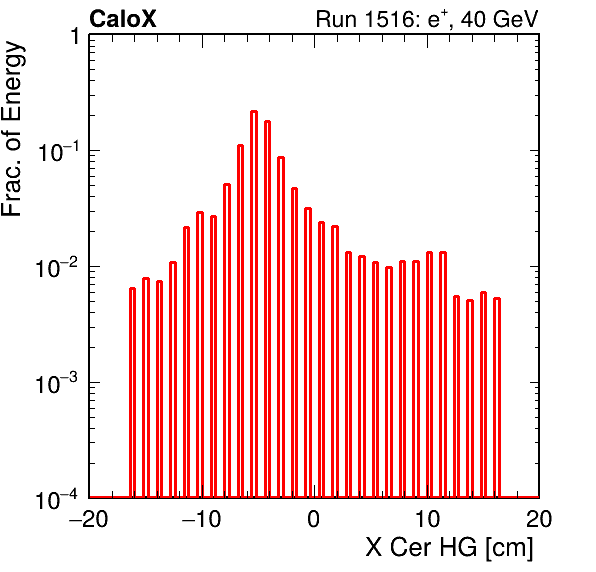 CaloX Run 1516: e⁺, 40 GeV
Frac. of Energy
1
10⁻¹
10⁻²
10⁻³
10⁻⁴
−20 −10 0 10 20
X Cer HG [cm]